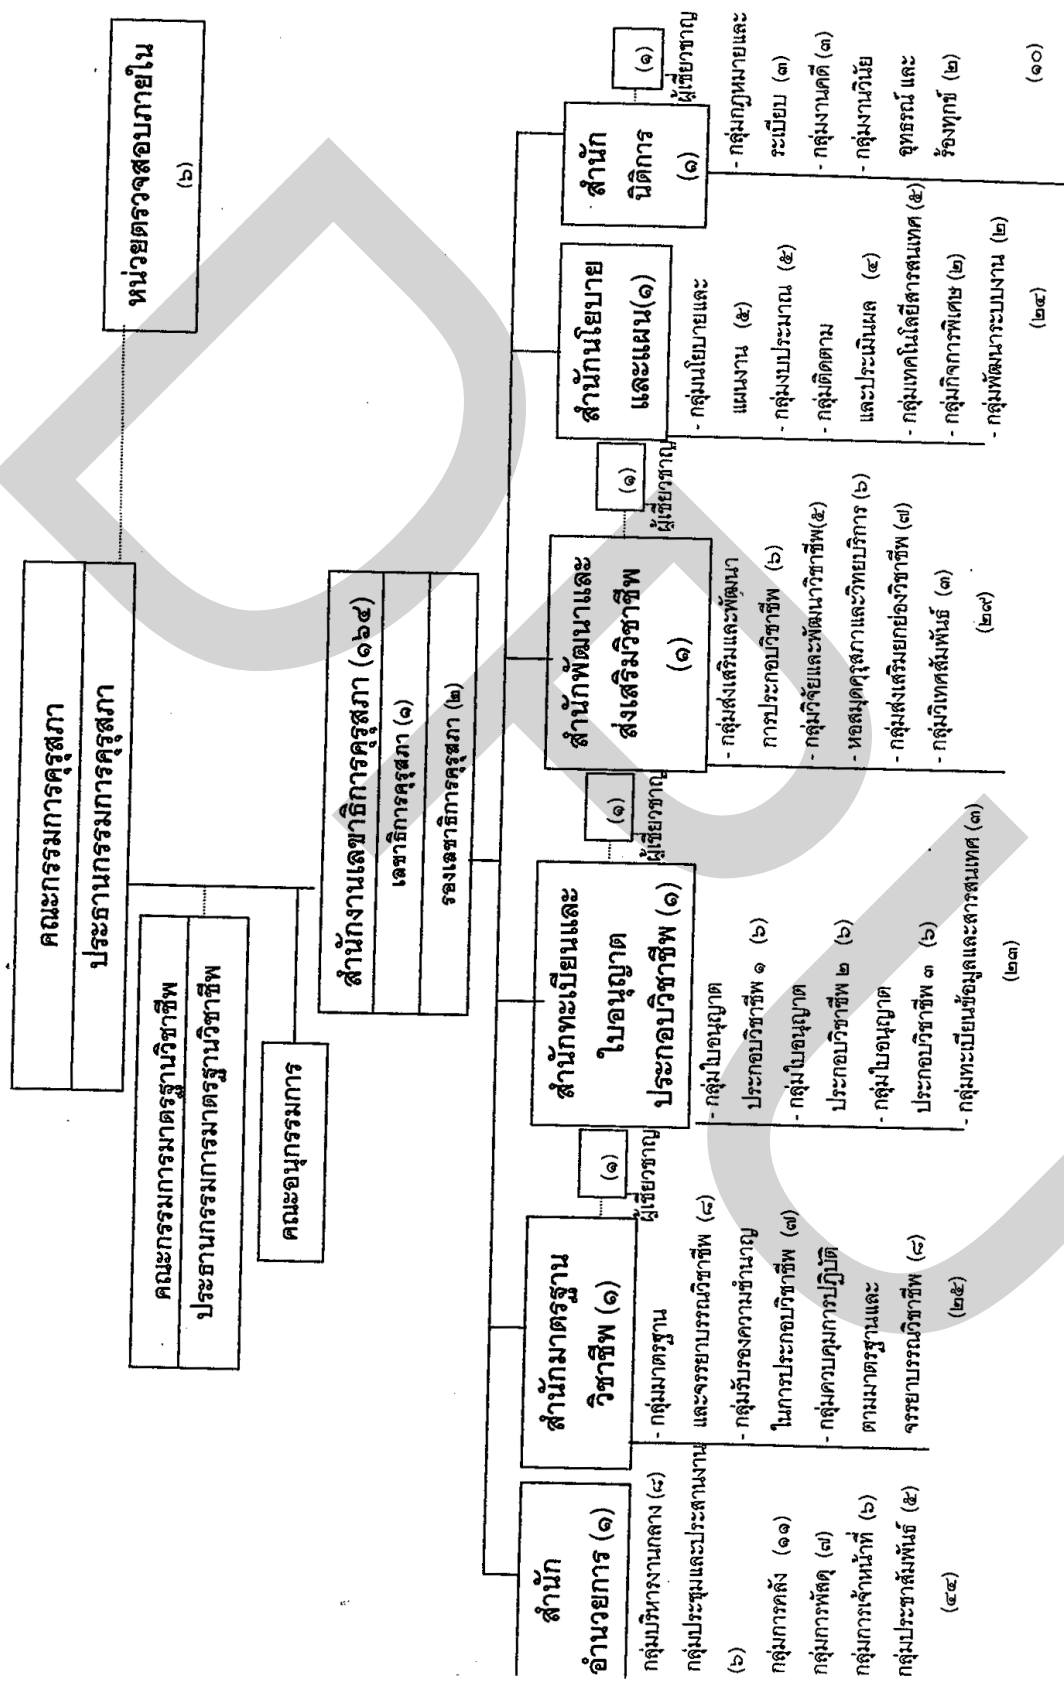 คณะกรรมการคุรุสภา
ประธานกรรมการคุรุสภา
หน่วยตรวจสอบภายใน
(๖)
คณะกรรมการมาตรฐานวิชาชีพ
ประธานกรรมการมาตรฐานวิชาชีพ
คณะอนุกรรมการ
สำนักงานเลขาธิการคุรุสภา (๑๖๔)
เลขาธิการคุรุสภา (๑)
รองเลขาธิการคุรุสภา (๒)
สำนัก
อำนวยการ (๑)
กลุ่มบริหารงานกลาง (๘)
กลุ่มประชุมและประสานงาน
(๖)
กลุ่มการคลัง (๑๑)
กลุ่มการพัสดุ (๗)
กลุ่มการเจ้าหน้าที่ (๖)
กลุ่มประชาสัมพันธ์ (๕)
(๔๔)
สำนักมาตรฐาน
วิชาชีพ (๑)
(๑)
ผู้เชี่ยวชาญ
- กลุ่มมาตรฐาน
และจรรยาบรรณวิชาชีพ (๘)
- กลุ่มรับรองความชำนาญ
ในการประกอบวิชาชีพ (๗)
- กลุ่มควบคุมการปฏิบัติ
ตามมาตรฐานและ
จรรยาบรรณวิชาชีพ (๘)
(๒๕)
สำนักทะเบียนและ
ใบอนุญาต
ประกอบวิชาชีพ (๑)
(๑)
ผู้เชี่ยวชาญ
- กลุ่มใบอนุญาต
ประกอบวิชาชีพ ๑ (๖)
- กลุ่มใบอนุญาต
ประกอบวิชาชีพ ๒ (๖)
- กลุ่มใบอนุญาต
ประกอบวิชาชีพ ๓ (๖)
- กลุ่มทะเบียนข้อมูลและสารสนเทศ (๓)
(๒๓)
สำนักพัฒนาและ
ส่งเสริมวิชาชีพ
(๑)
(๑)
ผู้เชี่ยวชาญ
- กลุ่มส่งเสริมและพัฒนา
การประกอบวิชาชีพ (๖)
- กลุ่มวิจัยและพัฒนาวิชาชีพ(๕)
- หอสมุดคุรุสภาและวิทยบริการ (๖)
- กลุ่มส่งเสริมยกย่องวิชาชีพ (๗)
- กลุ่มวิเทศสัมพันธ์ (๓)
(๒๙)
สำนักนโยบาย
และแผน(๑)
- กลุ่มนโยบายและ
แผนงาน (๕)
- กลุ่มงบประมาณ (๕)
- กลุ่มติดตาม
และประเมินผล (๔)
- กลุ่มเทคโนโลยีสารสนเทศ (๕)
- กลุ่มกิจการพิเศษ (๒)
- กลุ่มพัฒนาระบบงาน (๒)
(๒๔)
สำนัก
นิติการ
(๑)
(๑)
ผู้เชี่ยวชาญ
- กลุ่มกฎหมายและ
ระเบียบ (๓)
- กลุ่มงานคดี (๓)
- กลุ่มงานวินัย
อุทธรณ์ และ
ร้องทุกข์ (๒)
(๑๐)